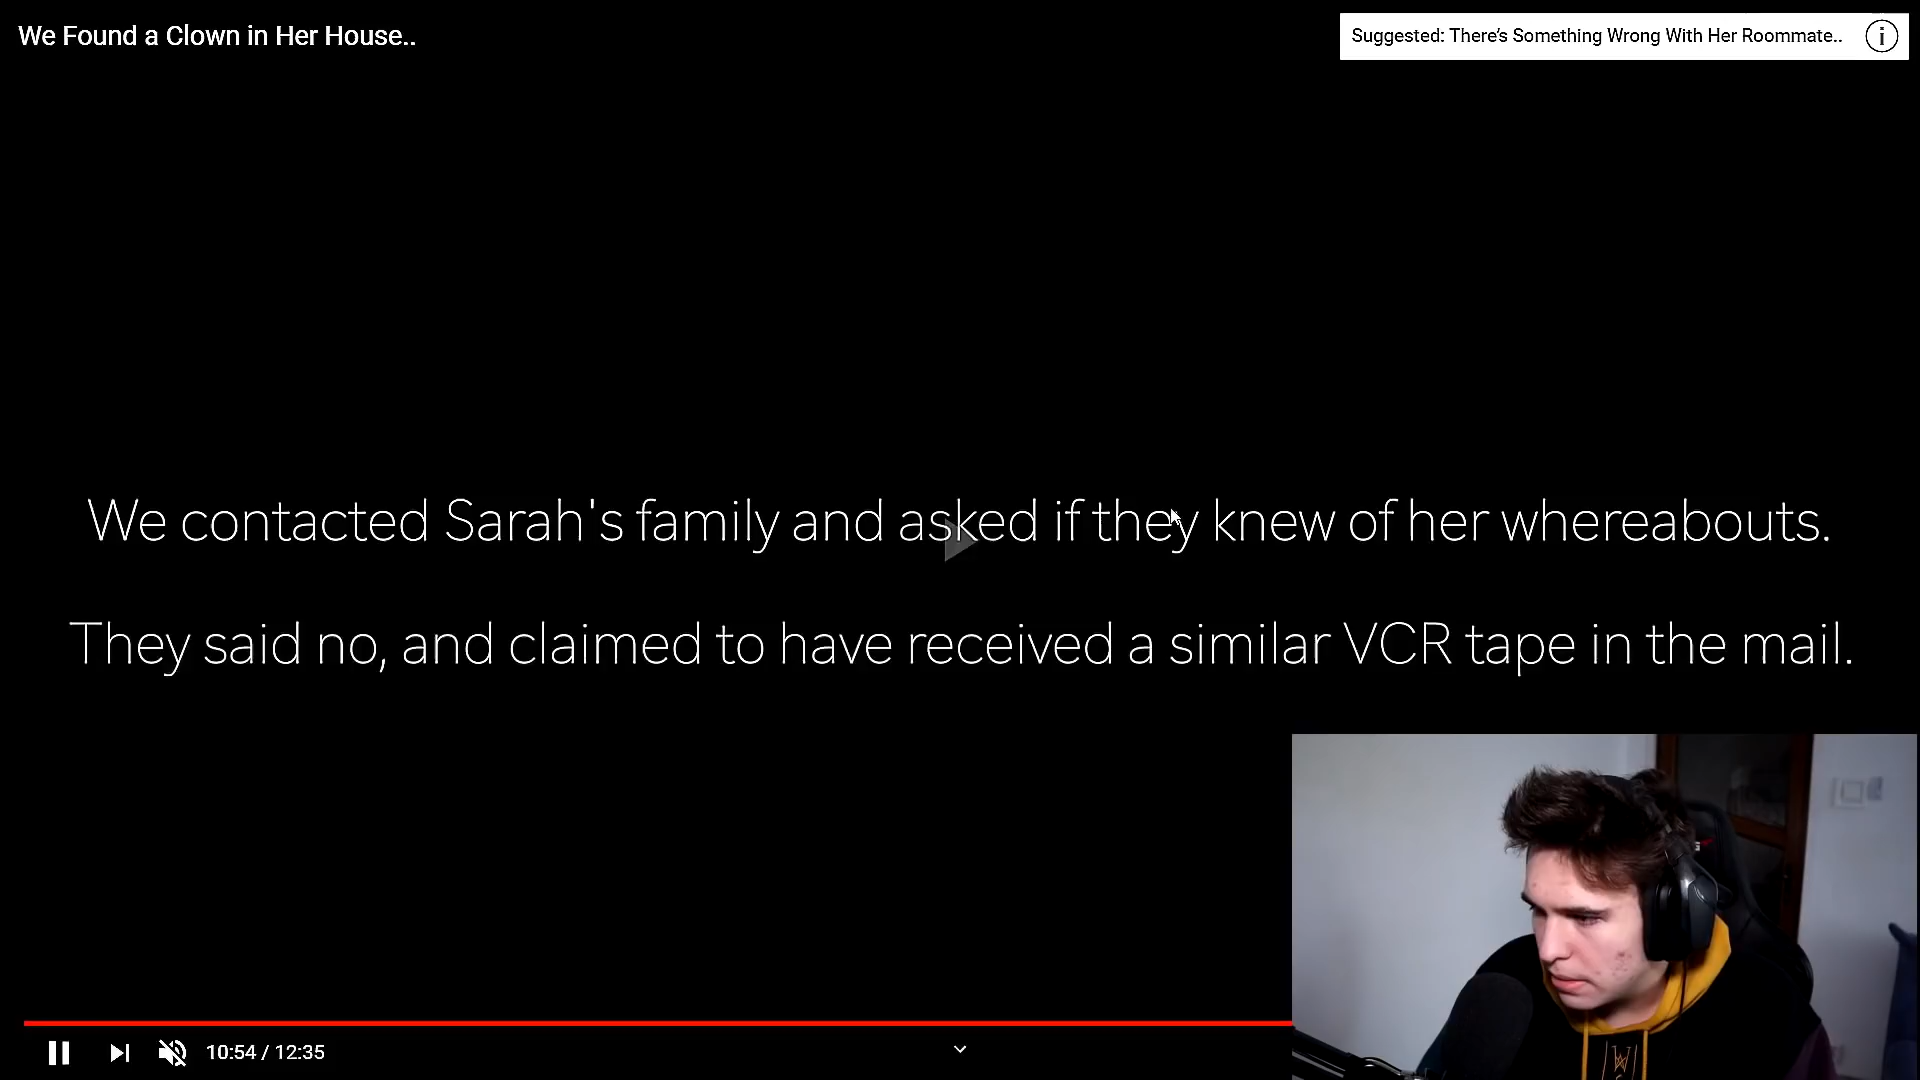 We Found a Clown in Her House..
Suggested: There's Something Wrong With Her Roommate..
We contacted Sarah's family and asked if they knew of her whereabouts.
They said no, and claimed to have received a similar VCR tape in the mail.
10:54 / 12:35